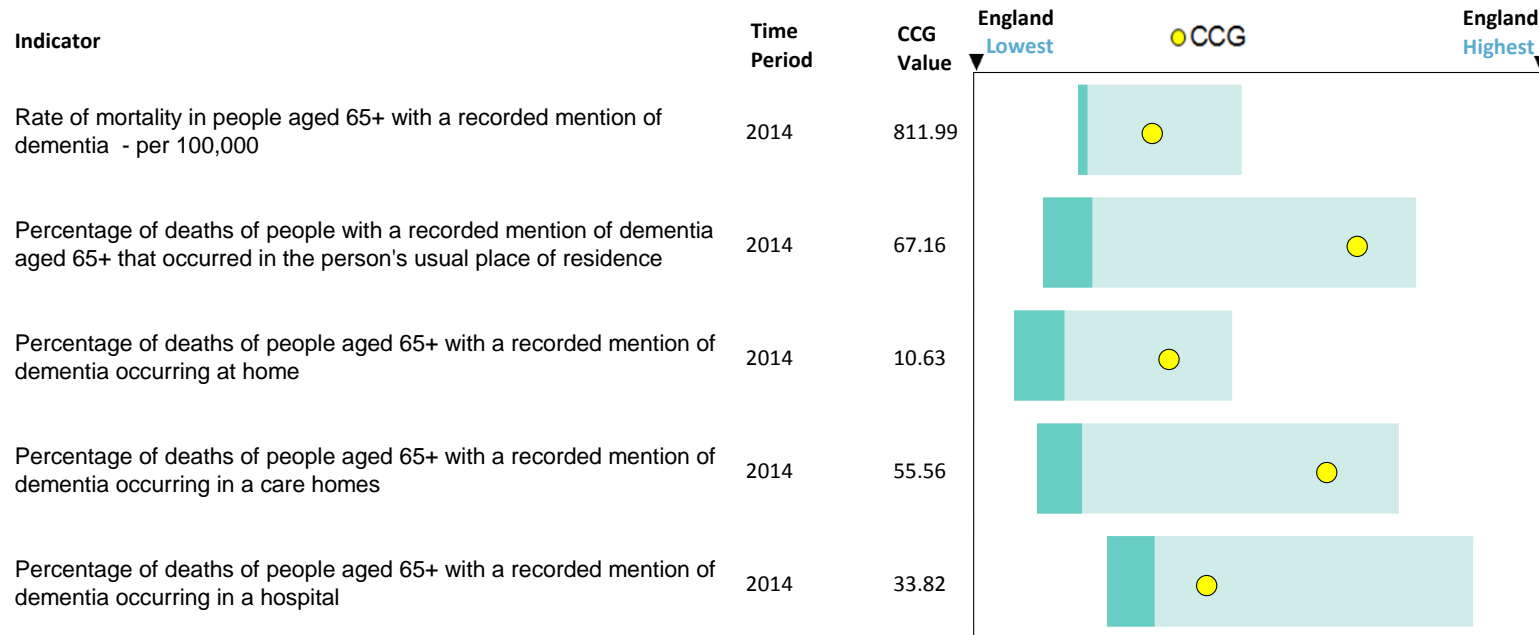 Indicator
Time
Period
CCG
Value
England
Lowest
CCG
England
Highest
Rate of mortality in people aged 65+ with a recorded mention of
dementia  - per 100,000
2014
811.99
Percentage of deaths of people with a recorded mention of dementia
aged 65+ that occurred in the person's usual place of residence
2014
67.16
Percentage of deaths of people aged 65+ with a recorded mention of
dementia occurring at home
2014
10.63
Percentage of deaths of people aged 65+ with a recorded mention of
dementia occurring in a care homes
2014
55.56
Percentage of deaths of people aged 65+ with a recorded mention of
dementia occurring in a hospital
2014
33.82